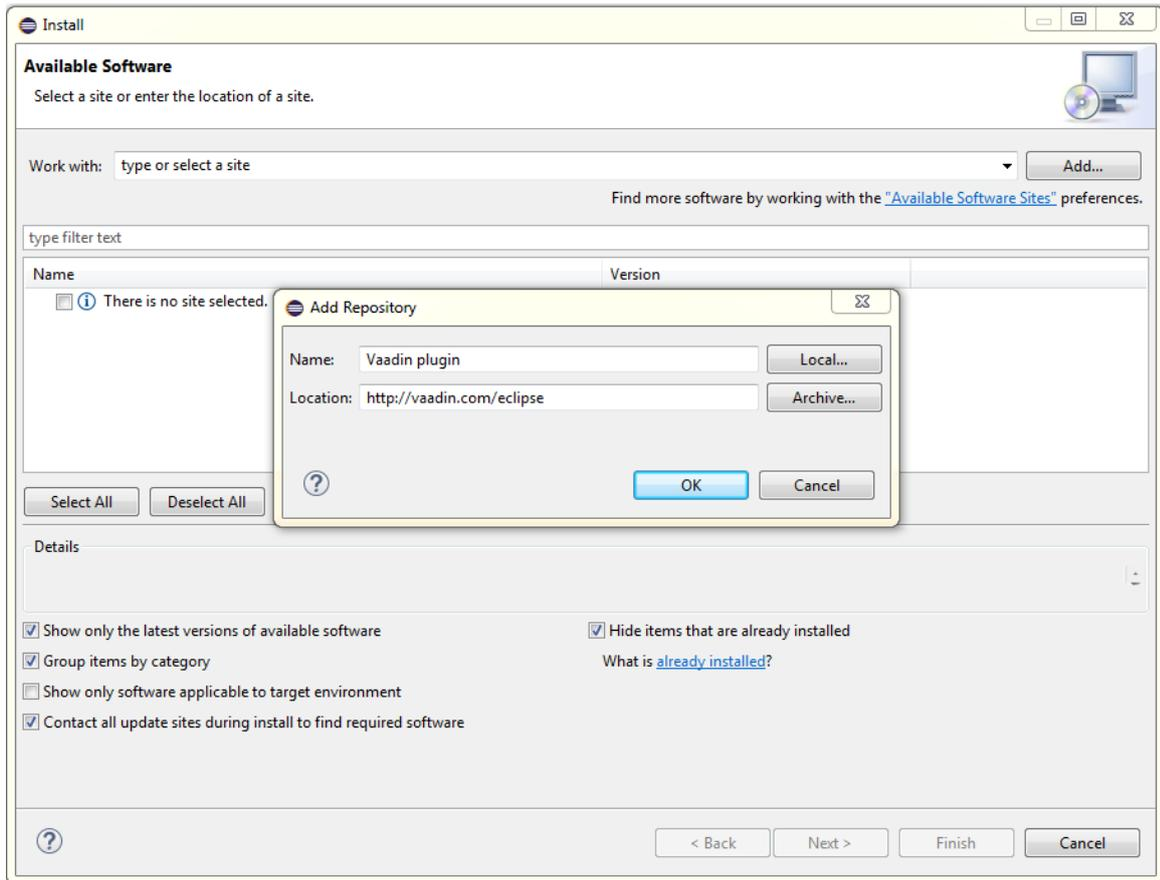 Install
Available Software
Select a site or enter the location of a site.
Work with: type or select a site Add...
Find more software by working with the "Available Software Sites" preferences.
type filter text
Name Version
There is no site selected.
Add Repository
Name: Vaadin plugin Local...
Location: http://vaadin.com/eclipse Archive...
OK Cancel
Select All Deselect All
Details
Show only the latest versions of available software Hide items that are already installed
Group items by category What is already installed?
Show only software applicable to target environment
Contact all update sites during install to find required software
< Back Next > Finish Cancel